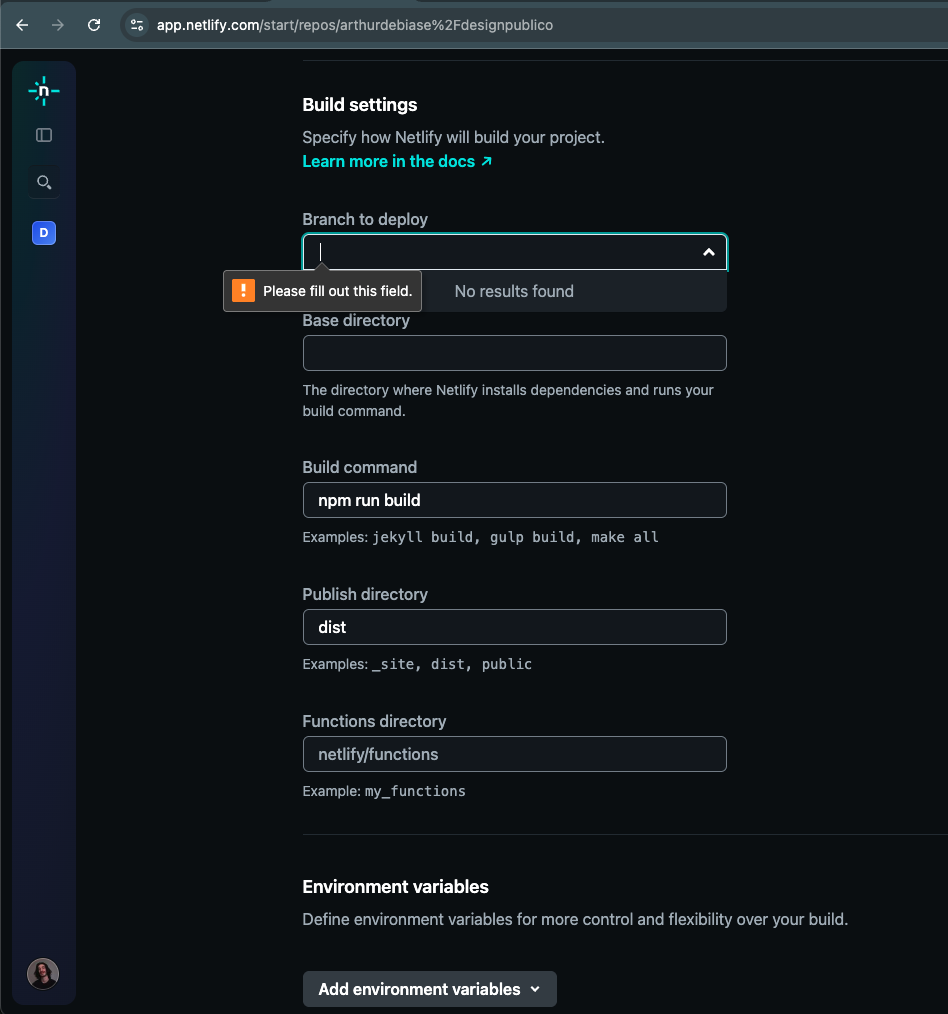 app.netlify.com/start/repos/arthurdebiase%2Fdesignpublico
n
D
Build settings
Specify how Netlify will build your project.
Learn more in the docs ↗
Branch to deploy
Please fill out this field.
No results found
Base directory
The directory where Netlify installs dependencies and runs your
build command.
Build command
npm run build
Examples: jekyll build, gulp build, make all
Publish directory
dist
Examples: _site, dist, public
Functions directory
netlify/functions
Example: my_functions
Environment variables
Define environment variables for more control and flexibility over your build.
Add environment variables